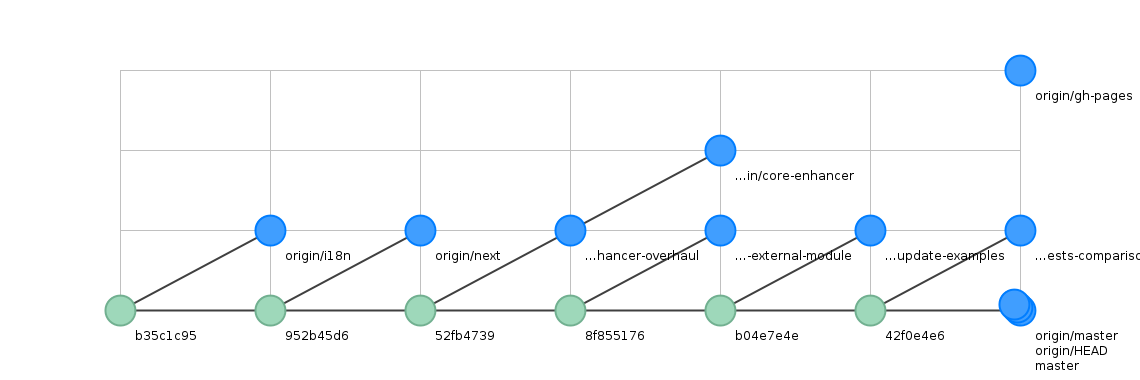 origin/gh-pages
...in/core-enhancer
origin/i18n
origin/next
...hancer-overhaul
...-external-module
...update-examples
...ests-comparisc
b35c1c95
952b45d6
52fb4739
8f855176
b04e7e4e
42f0e4e6
origin/master
origin/HEAD
master